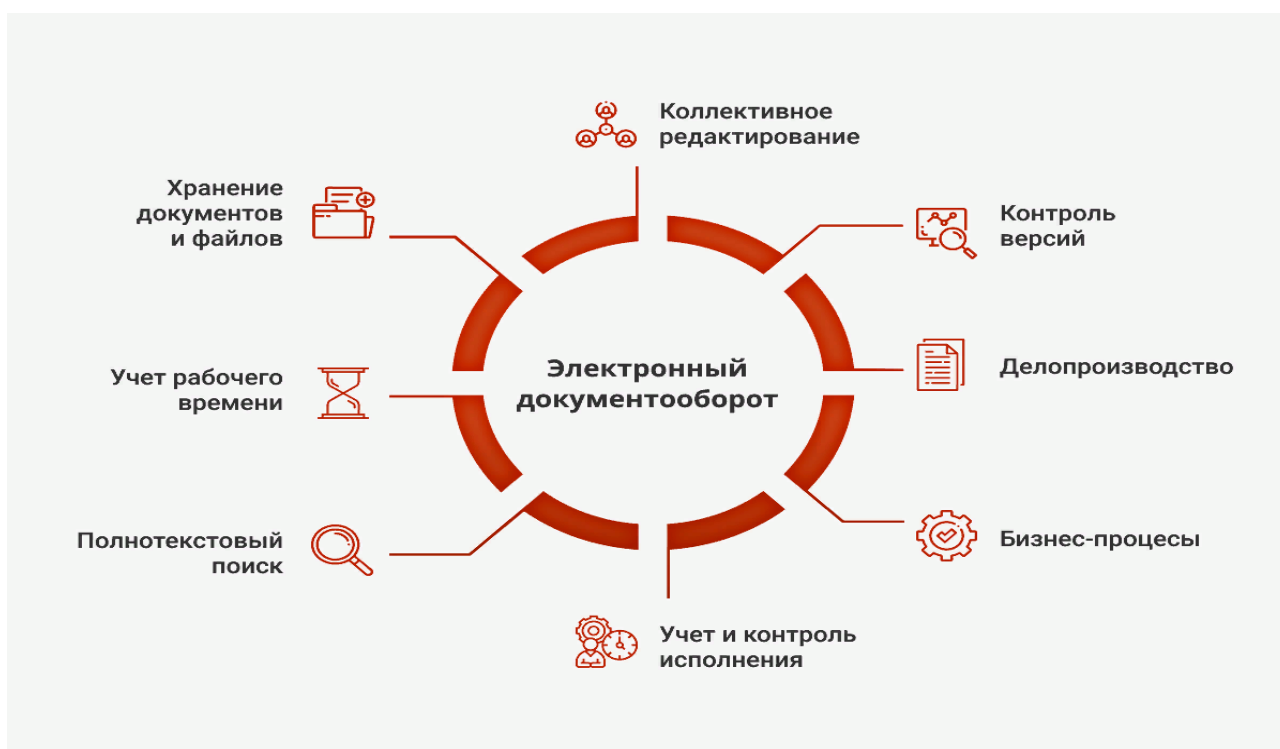 Коллективное
редактирование
Хранение
документов
и файлов
Контроль
версий
Учет рабочего
времени
Электронный
документооборот
Делопроизводство
Полнотекстовый
поиск
Бизнес-процесы
Учет и контроль
исполнения